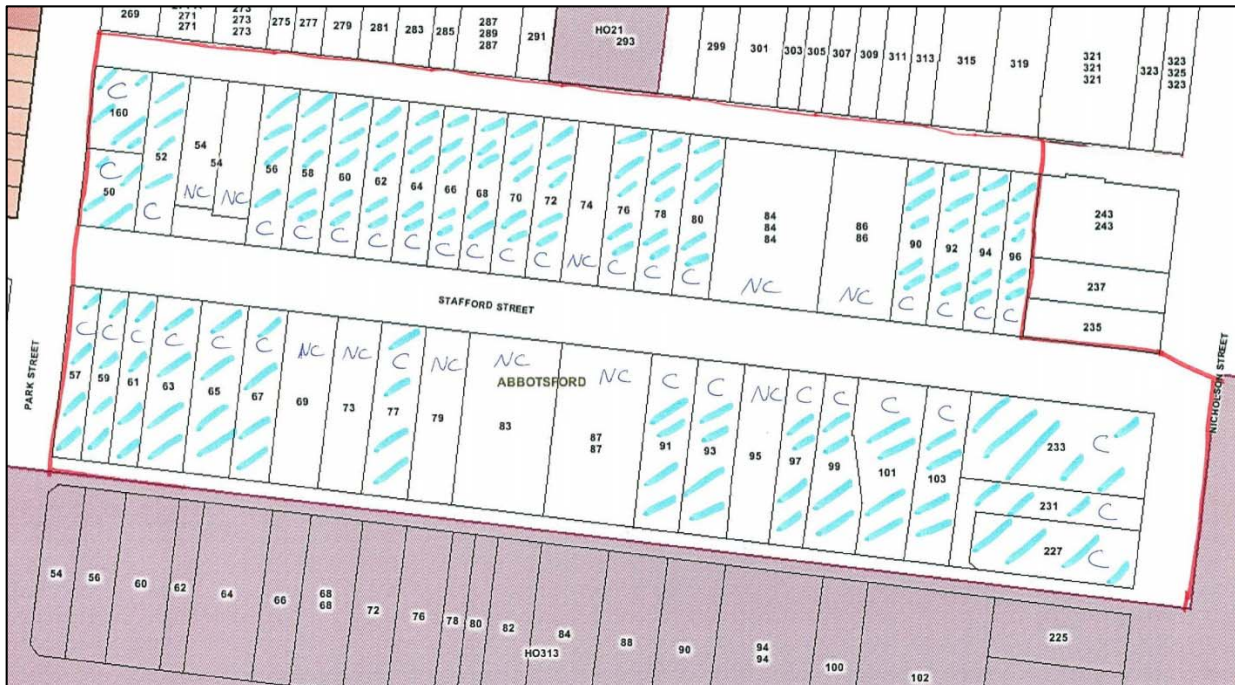 269
271
271
273
273
273
275
277
279
281
283
285
287
289
287
291
HO21
293
299
301
303
305
307
309
311
313
315
319
321
321
321
323
323
325
323
C
160
C
50
52
C
54
54
NC
NC
56
C
58
C
60
C
62
C
64
C
66
C
68
C
70
C
72
C
74
NC
76
C
78
C
80
C
84
84
84
NC
86
86
NC
90
C
92
C
94
C
96
C
243
243
237
235
STAFFORD STREET
PARK STREET
NICHOLSON STREET
C
57
C
59
C
61
C
63
C
65
C
67
NC
69
NC
73
C
77
NC
79
NC
ABBOTSFORD
83
NC
87
87
C
91
C
93
NC
95
C
97
C
99
C
101
C
103
233
C
231
C
227
C
54
56
60
62
64
66
68
68
72
76
78
80
82
84
HO313
88
90
94
94
100
102
225